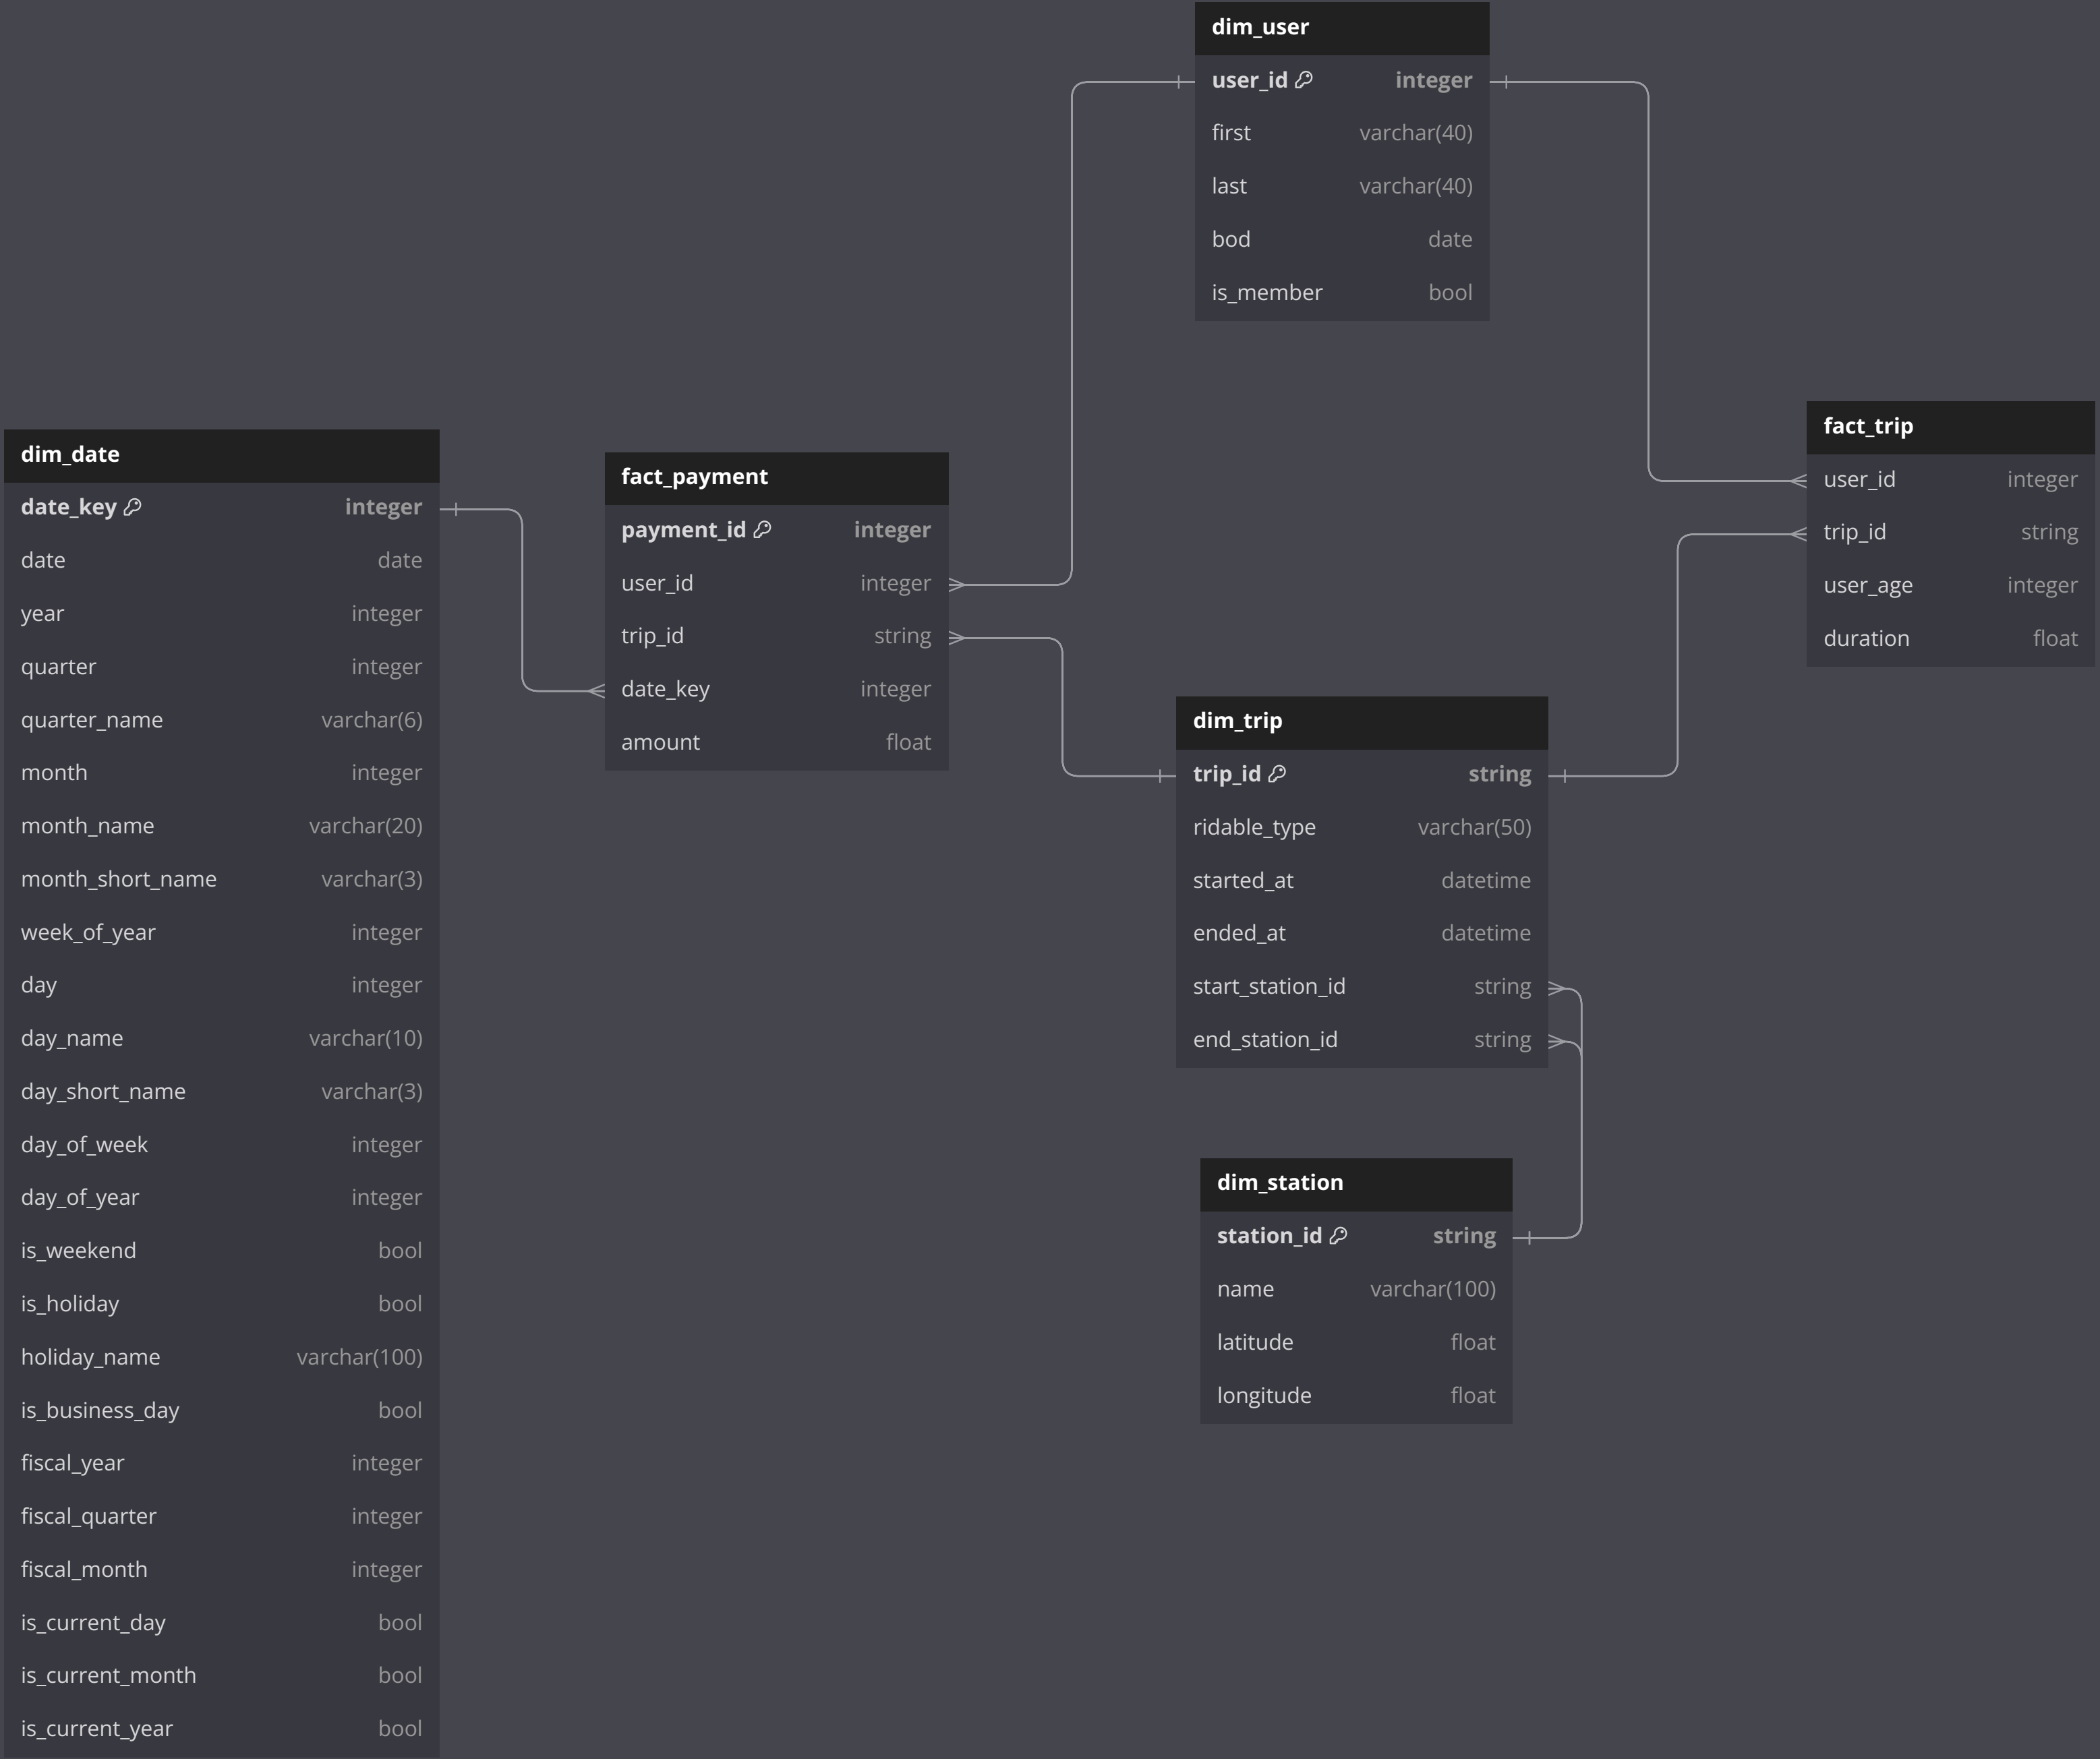 dim_user
user_id integer
first varchar(40)
last varchar(40)
bod date
is_member bool
dim_date
date_key integer
date date
year integer
quarter integer
quarter_name varchar(6)
month integer
month_name varchar(20)
month_short_name varchar(3)
week_of_year integer
day integer
day_name varchar(10)
day_short_name varchar(3)
day_of_week integer
day_of_year integer
is_weekend bool
is_holiday bool
holiday_name varchar(100)
is_business_day bool
fiscal_year integer
fiscal_quarter integer
fiscal_month integer
is_current_day bool
is_current_month bool
is_current_year bool
fact_payment
payment_id integer
user_id integer
trip_id string
date_key integer
amount float
fact_trip
user_id integer
trip_id string
user_age integer
duration float
dim_trip
trip_id string
ridable_type varchar(50)
started_at datetime
ended_at datetime
start_station_id string
end_station_id string
dim_station
station_id string
name varchar(100)
latitude float
longitude float